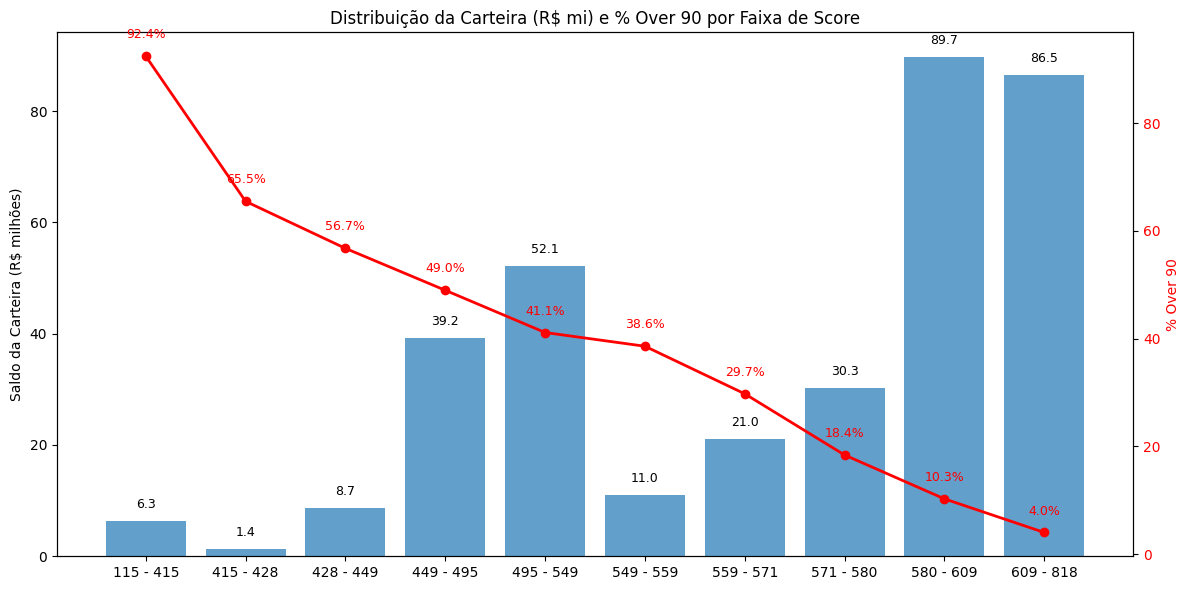 Distribuição da Carteira (R$ mi) e % Over 90 por Faixa de Score
Saldo da Carteira (R$ milhões)
80
60
40
20
0
92.4%
65.5%
56.7%
49.0%
41.1%
38.6%
29.7%
18.4%
10.3%
4.0%
6.3
1.4
8.7
39.2
52.1
11.0
21.0
30.3
89.7
86.5
80
60
40
20
0
% Over 90
115 - 415
415 - 428
428 - 449
449 - 495
495 - 549
549 - 559
559 - 571
571 - 580
580 - 609
609 - 818